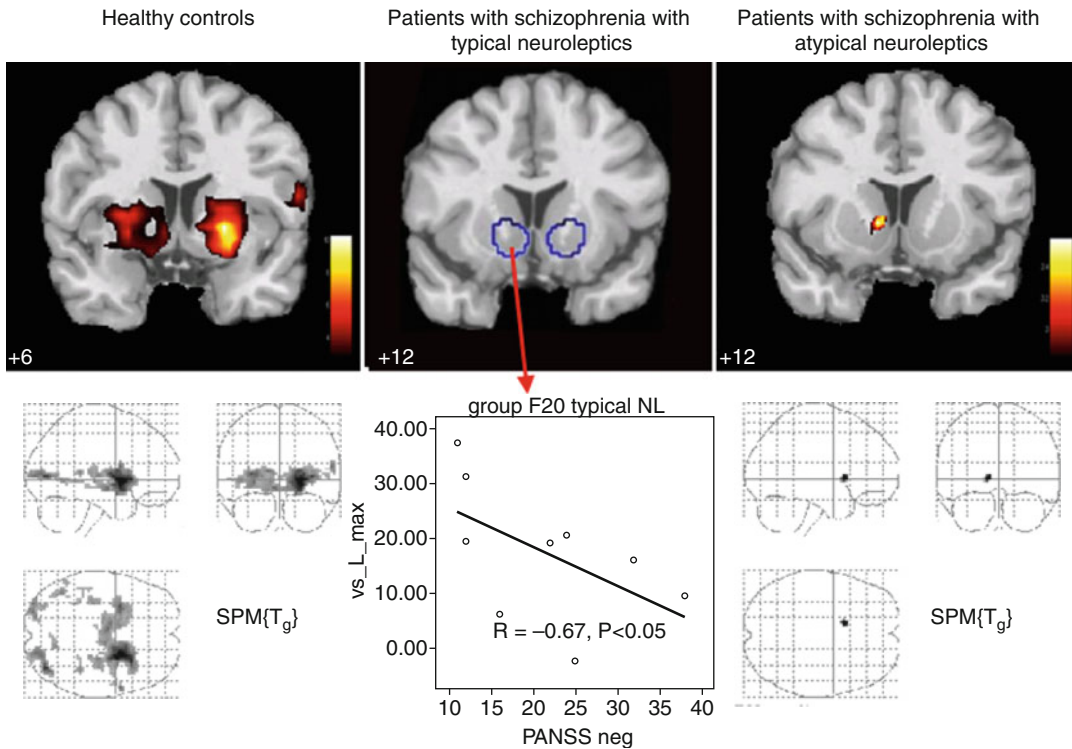 Healthy controls
Patients with schizophrenia with
typical neuroleptics
Patients with schizophrenia with
atypical neuroleptics
+6
+12
+12
SPM{Tg}
group F20 typical NL
40.00
30.00
20.00
10.00
0.00
vs_L_max
R = –0.67, P<0.05
10 15 20 25 30 35 40
PANSS neg
SPM{Tg}